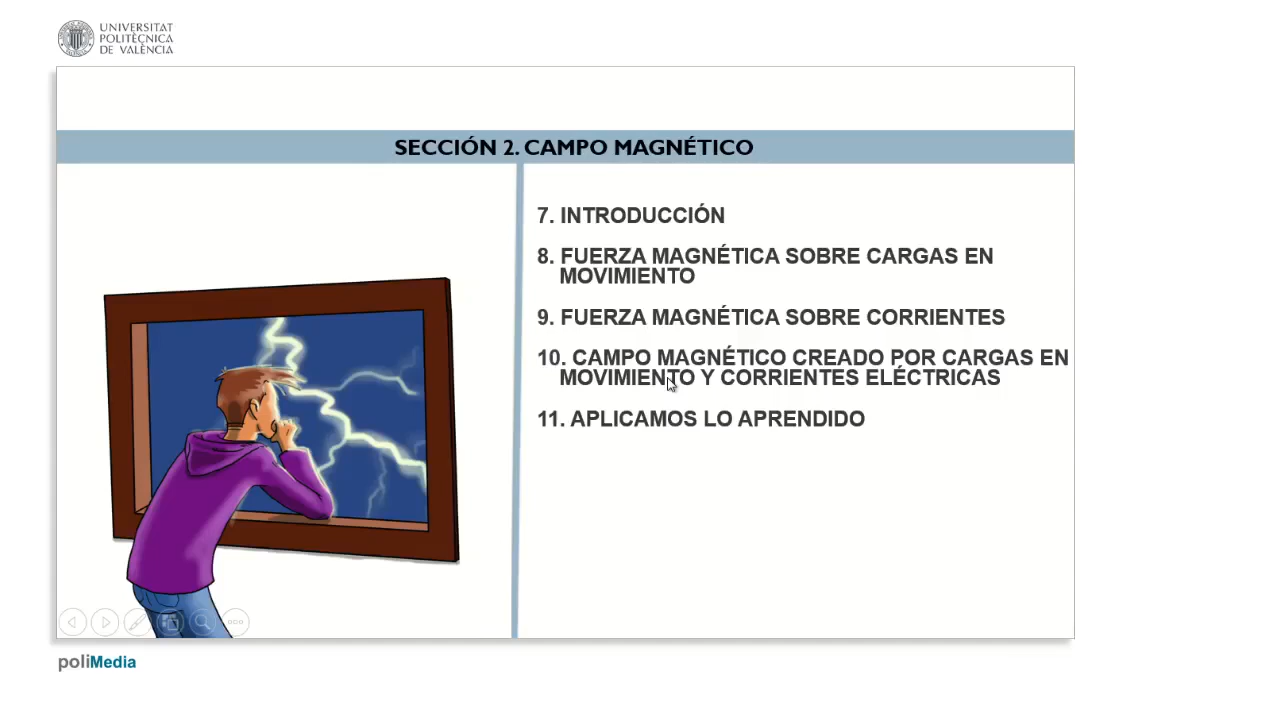 UNIVERSITAT
POLITÈCNICA
DE VALÈNCIA
SECCIÓN 2. CAMPO MAGNÉTICO
7. INTRODUCCIÓN
8. FUERZA MAGNÉTICA SOBRE CARGAS EN
MOVIMIENTO
9. FUERZA MAGNÉTICA SOBRE CORRIENTES
10. CAMPO MAGNÉTICO CREADO POR CARGAS EN
MOVIMIENTO Y CORRIENTES ELÉCTRICAS
11. APLICAMOS LO APRENDIDO
poliMedia